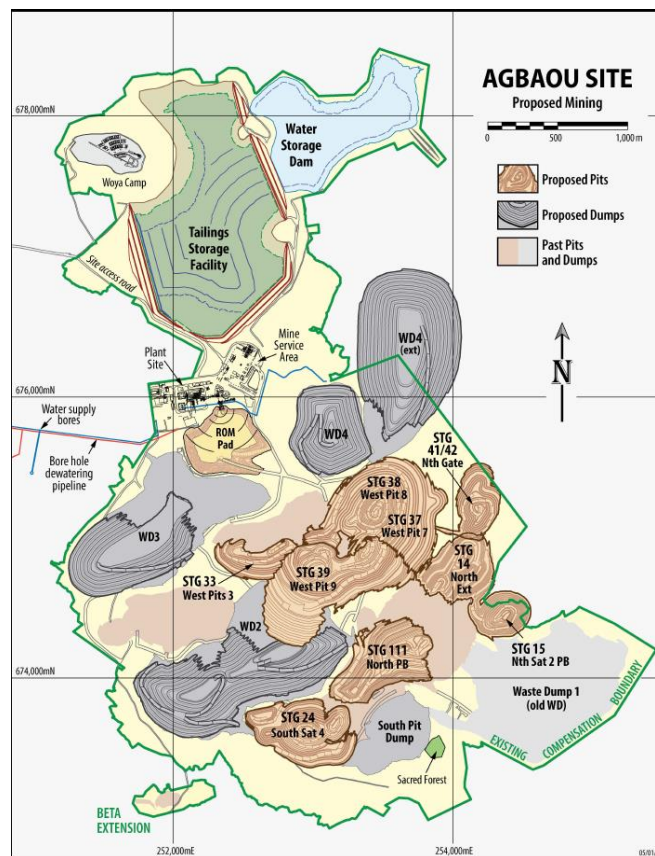 AGBAOU SITE
Proposed Mining
0 500 1,000 m
Proposed Pits
Proposed Dumps
Past Pits
and Dumps
678,000mN
Water
Storage
Dam
Woya Camp
Tailings
Storage
Facility
Site access road
WD4
(ext)
Mine
Service
Area
Plant
Site
N
676,000mN
Water supply
bores
Bore hole
dewatering
pipeline
ROM
Pad
WD4
STG
41/42
Nth Gate
STG 38
West Pit 8
STG 37
West Pit 7
WD3
STG 33
West Pits 3
STG 39
West Pit 9
STG
14
North
Ext
WD2
STG 111
North PB
STG 15
Nth Sat 2 PB
674,000mN
Waste Dump 1
(old WD)
STG 24
South Sat 4
South Pit
Dump
EXISTING COMPENSATION BOUNDARY
Sacred Forest
BETA
EXTENSION
252,000mE
254,000mE